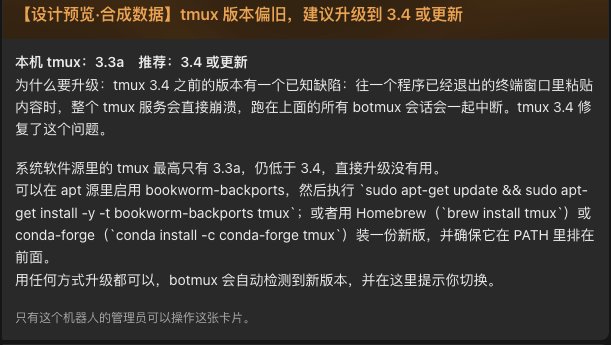 【设计预览·合成数据】tmux 版本偏旧，建议升级到 3.4 或更新
本机 tmux：3.3a 推荐：3.4 或更新
为什么要升级：tmux 3.4 之前的版本有一个已知缺陷：往一个程序已经退出的终端窗口里粘贴
内容时，整个 tmux 服务会直接崩溃，跑在上面的所有 botmux 会话会一起中断。tmux 3.4 修
复了这个问题。
系统软件源里的 tmux 最高只有 3.3a，仍低于 3.4，直接升级没有用。
可以在 apt 源里启用 bookworm-backports，然后执行 `sudo apt-get update && sudo apt-
get install -y -t bookworm-backports tmux`；或者用 Homebrew（`brew install tmux`）或
conda-forge（`conda install -c conda-forge tmux`）装一份新版，并确保它在 PATH 里排在
前面。
用任何方式升级都可以，botmux 会自动检测到新版本，并在这里提示你切换。
只有这个机器人的管理员可以操作这张卡片。